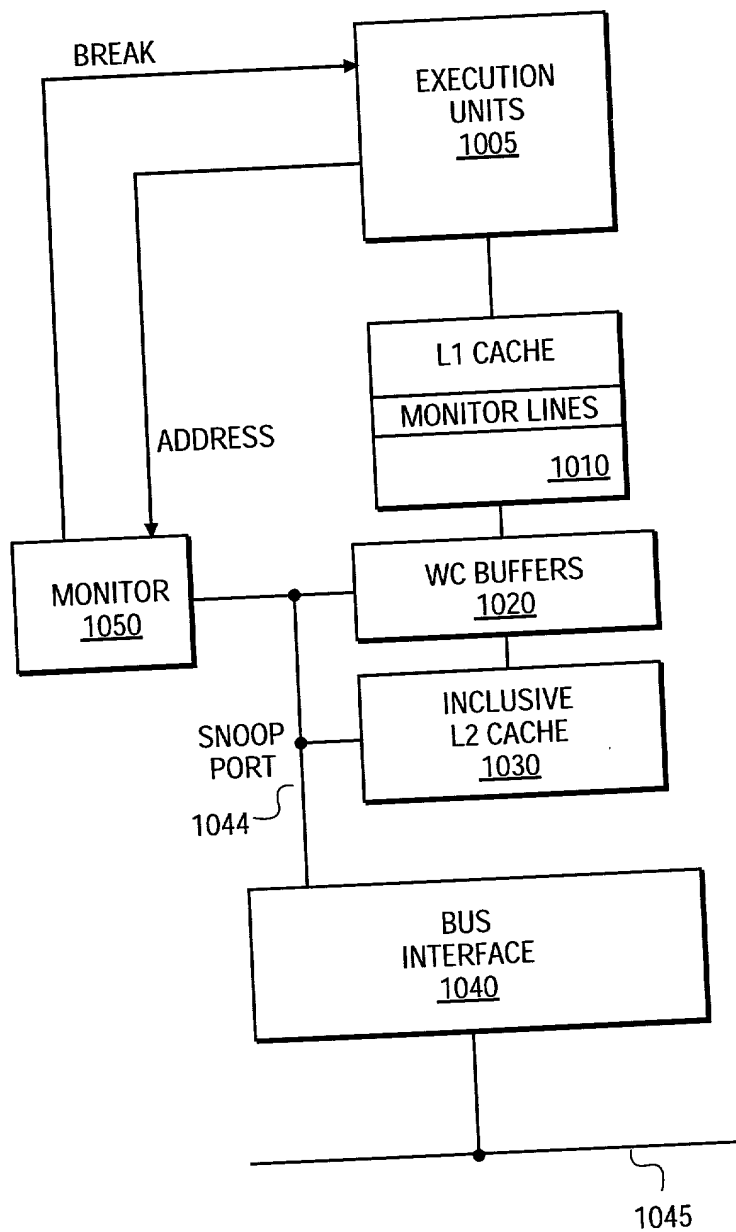 BREAK
EXECUTION
UNITS
1005
L1 CACHE
MONITOR LINES
1010
ADDRESS
MONITOR
1050
WC BUFFERS
1020
SNOOP
PORT
1044
INCLUSIVE
L2 CACHE
1030
BUS
INTERFACE
1040
1045